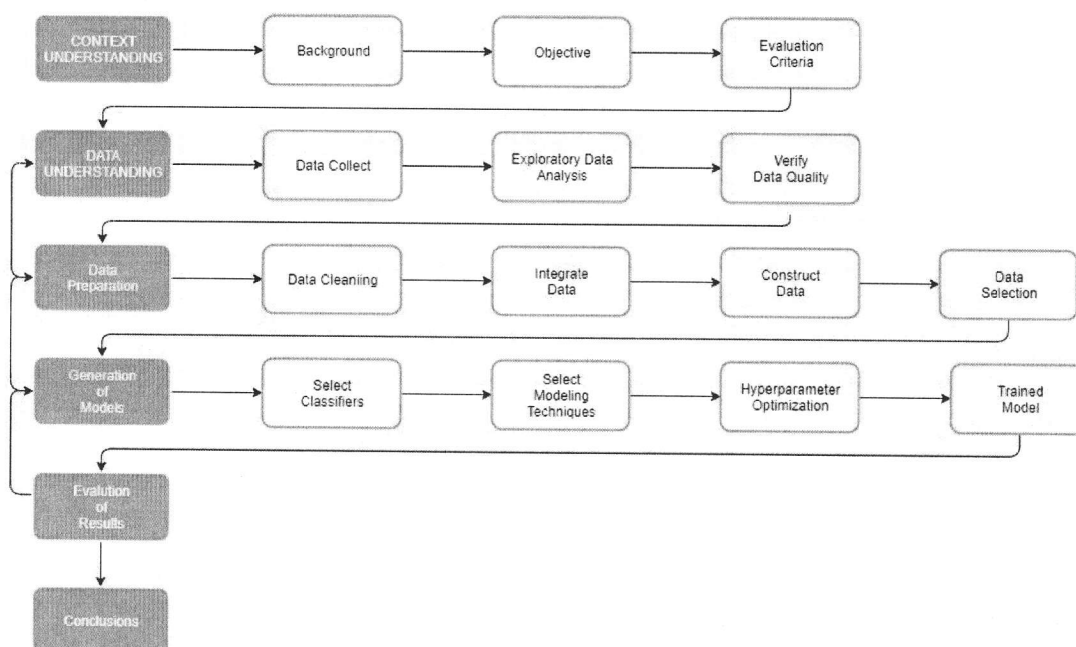 CONTEXT
UNDERSTANDING
Background
Objective
Evaluation
Criteria
DATA
UNDERSTANDING
Data Collect
Exploratory Data
Analysis
Verify
Data Quality
Data
Preparation
Data Cleaniing
Integrate
Data
Construct
Data
Data
Selection
Generation
of
Models
Select
Classifiers
Select
Modeling
Techniques
Hyperparameter
Optimization
Trained
Model
Evalution
of
Results
Conclusions